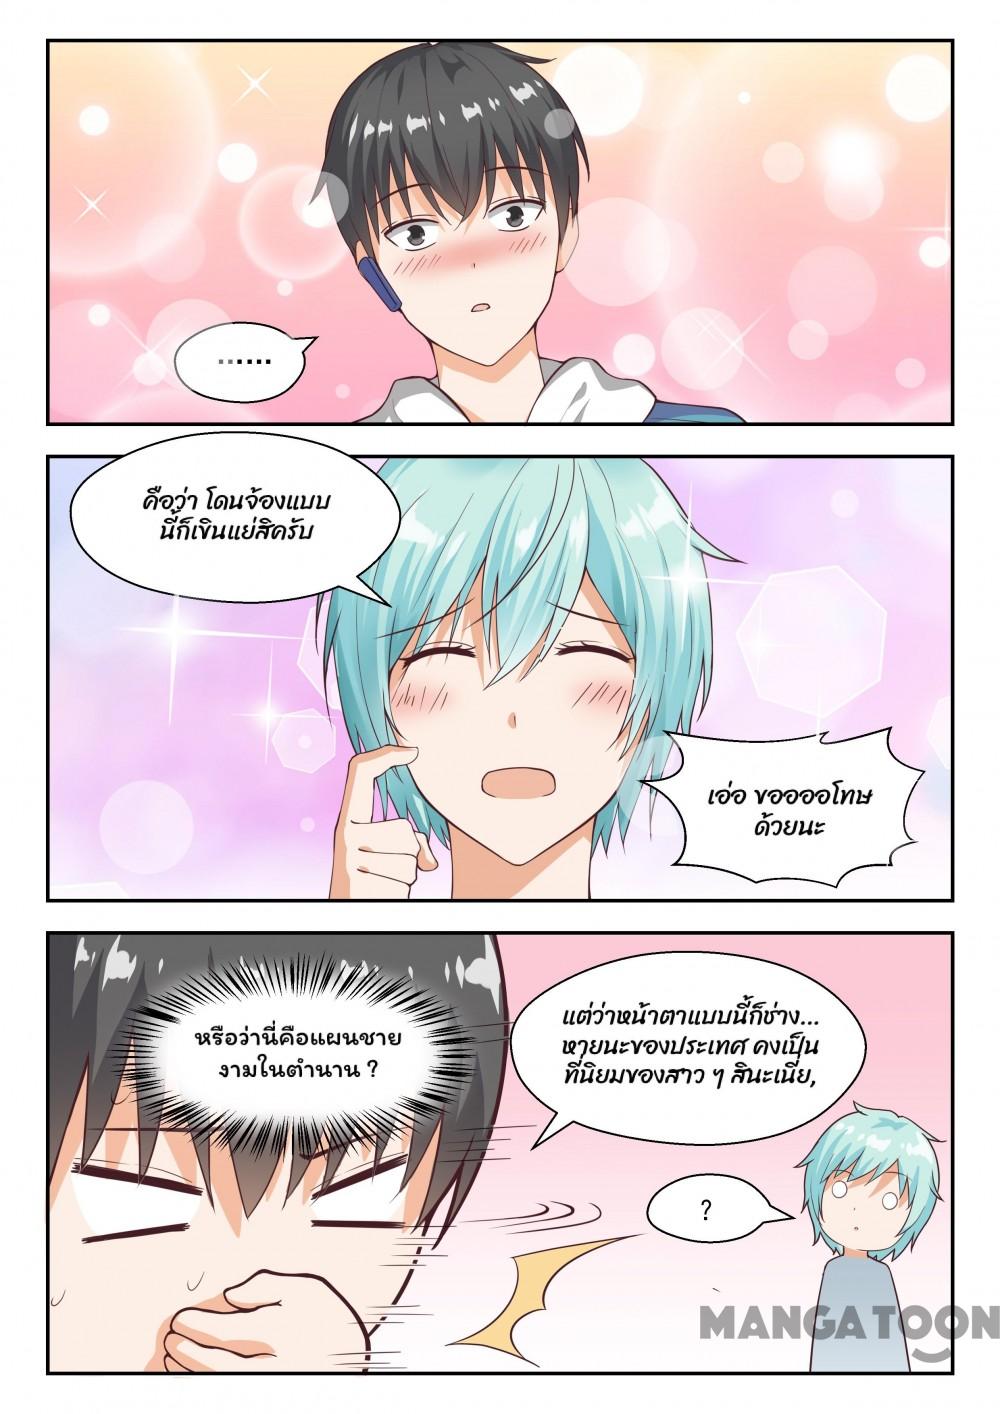 ......
คือว่า โดนจ้องแบบ
นี้ก็เขินแย่สิครับ
เอ่อ ขอออออโทษ
ด้วยนะ
หรือว่านี่คือแผนชาย
งามในตำนาน ?
แต่ว่าหน้าตาแบบนี้ก็ช่าง...
หายนะของประเทศ คงเป็น
ที่นิยมของสาว ๆ สินะเนี่ย,
?
MANGATOON